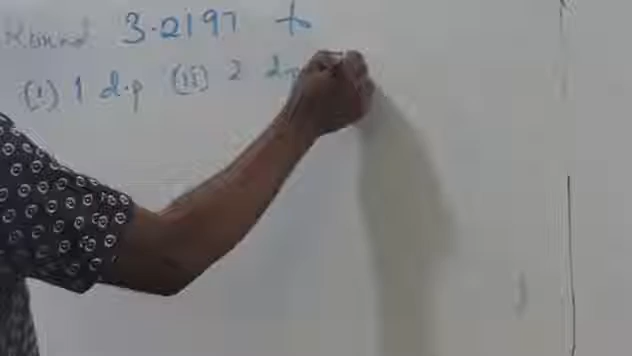 Round 3.2197 to
(i) 1 d.p (ii) 2 d.p